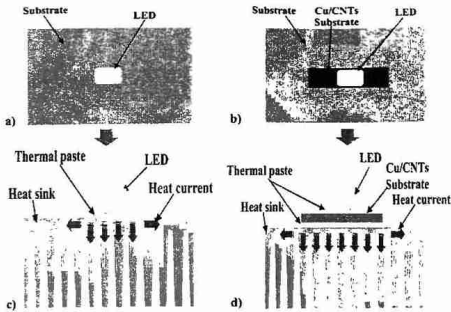 Substrate
LED
a)
Substrate
Cu/CNTs
Substrate
LED
b)
Thermal paste
LED
Heat sink
Heat current
c)
Thermal paste
LED
Cu/CNTs
Substrate
Heat sink
Heat current
d)